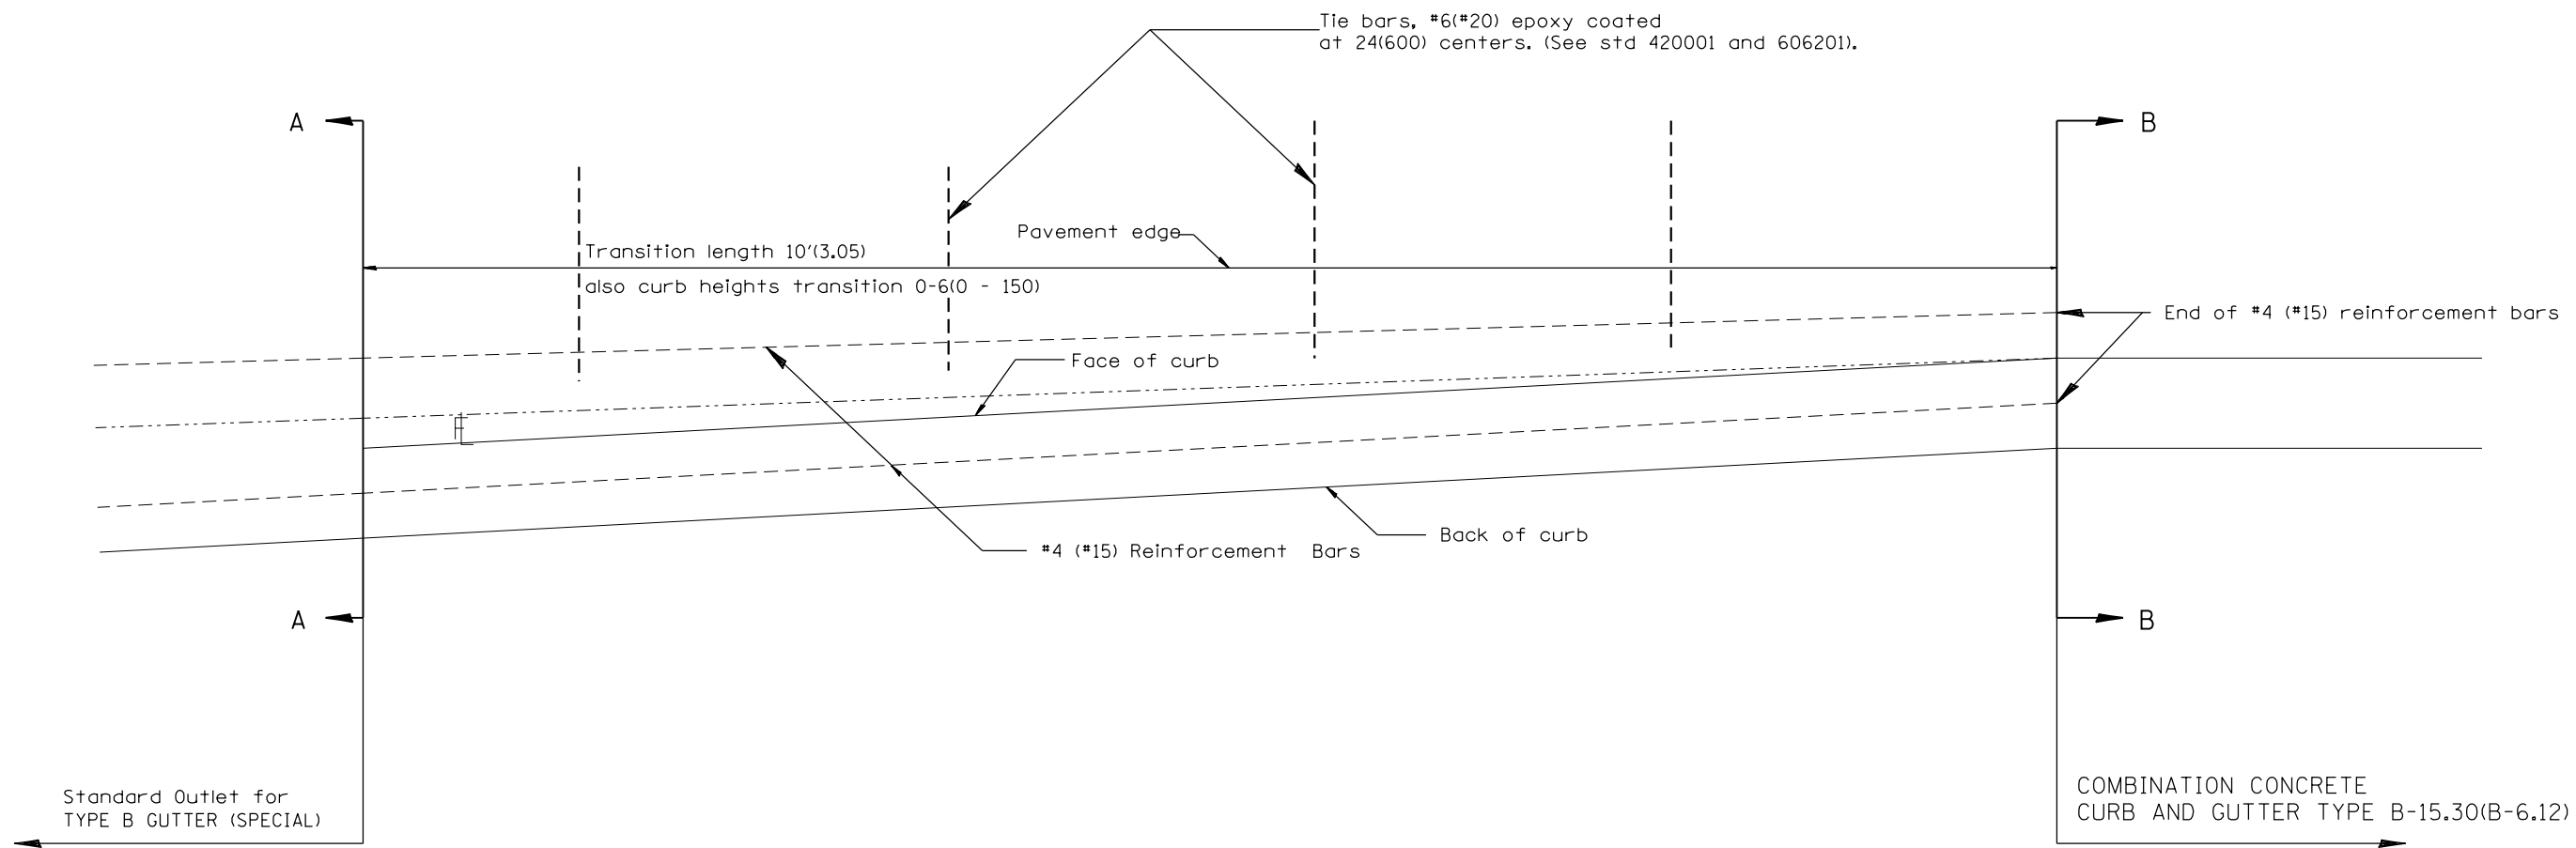 Tie bars, #6(#20) epoxy coated
at 24(600) centers. (See std 420001 and 606201).
A
B
Pavement edge
Transition length 10'(3.05)
also curb heights transition 0-6(0 - 150)
End of #4 (#15) reinforcement bars
Face of curb
Back of curb
#4 (#15) Reinforcement Bars
A
B
Standard Outlet for
TYPE B GUTTER (SPECIAL)
COMBINATION CONCRETE
CURB AND GUTTER TYPE B-15.30(B-6.12)